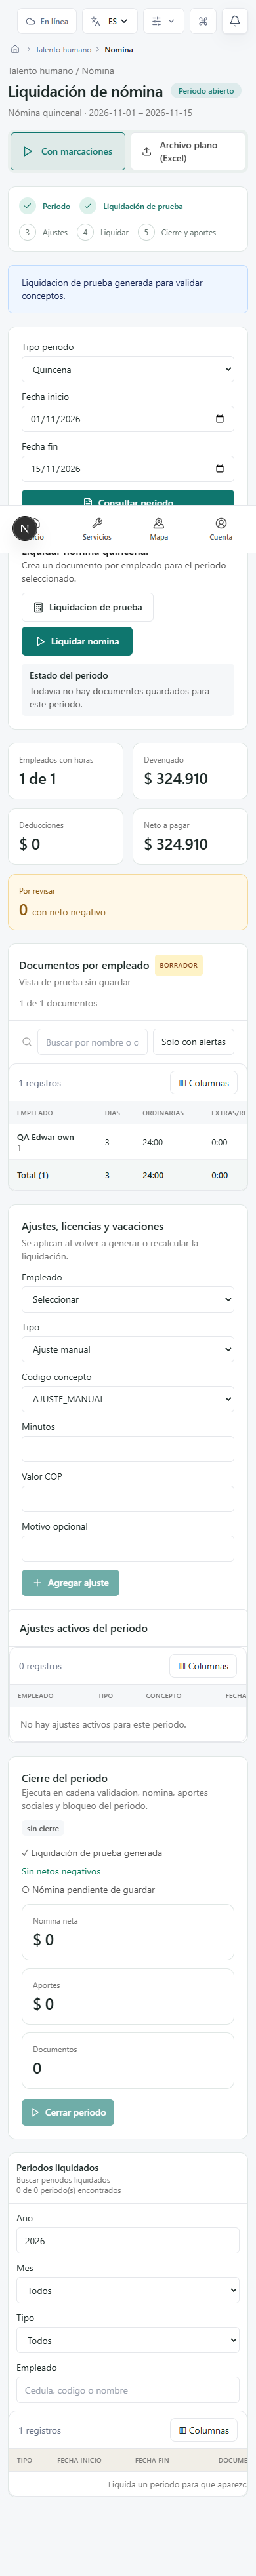 En línea
ES
Talento humano
Nómina
Talento humano / Nómina
Liquidación de nómina
Periodo abierto
Nómina quincenal · 2026-11-01 – 2026-11-15
Con marcaciones
Archivo plano
(Excel)
Periodo
Liquidación de prueba
3 Ajustes
4 Liquidar
5 Cierre y aportes
Liquidacion de prueba generada para validar
conceptos.
Tipo periodo
Quincena
Fecha inicio
01/11/2026
Fecha fin
15/11/2026
Consultar periodo
N
Servicios
Mapa
Cuenta
Liquidar nomina quincenal
Crea un documento por empleado para el periodo
seleccionado.
Liquidacion de prueba
Liquidar nomina
Estado del periodo
Todavia no hay documentos guardados para
este periodo.
Empleados con horas
1 de 1
Devengado
$ 324.910
Deducciones
$ 0
Neto a pagar
$ 324.910
Por revisar
0 con neto negativo
Documentos por empleado
BORRADOR
Vista de prueba sin guardar
1 de 1 documentos
Buscar por nombre o c
Solo con alertas
1 registros
Columnas
EMPLEADO DIAS ORDINARIAS EXTRAS/RE
QA Edwar own 3 24:00 0:00
1
Total (1) 3 24:00 0:00
Ajustes, licencias y vacaciones
Se aplican al volver a generar o recalcular la
liquidación.
Empleado
Seleccionar
Tipo
Ajuste manual
Codigo concepto
AJUSTE_MANUAL
Minutos
Valor COP
Motivo opcional
Agregar ajuste
Ajustes activos del periodo
0 registros
Columnas
EMPLEADO TIPO CONCEPTO FECHA
No hay ajustes activos para este periodo.
Cierre del periodo
Ejecuta en cadena validacion, nomina, aportes
sociales y bloqueo del periodo.
sin cierre
✓ Liquidación de prueba generada
Sin netos negativos
○ Nómina pendiente de guardar
Nomina neta
$ 0
Aportes
$ 0
Documentos
0
Cerrar periodo
Periodos liquidados
Buscar periodos liquidados
0 de 0 periodo(s) encontrados
Ano
2026
Mes
Todos
Tipo
Todos
Empleado
Cedula, codigo o nombre
1 registros
Columnas
TIPO FECHA INICIO FECHA FIN DOCUME
Liquida un periodo para que aparezc